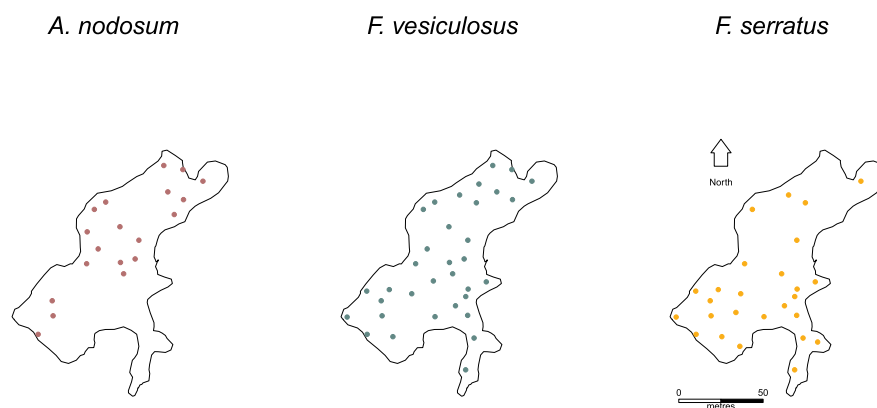 A. nodosum
F. vesiculosus
F. serratus
North
0 50
metres